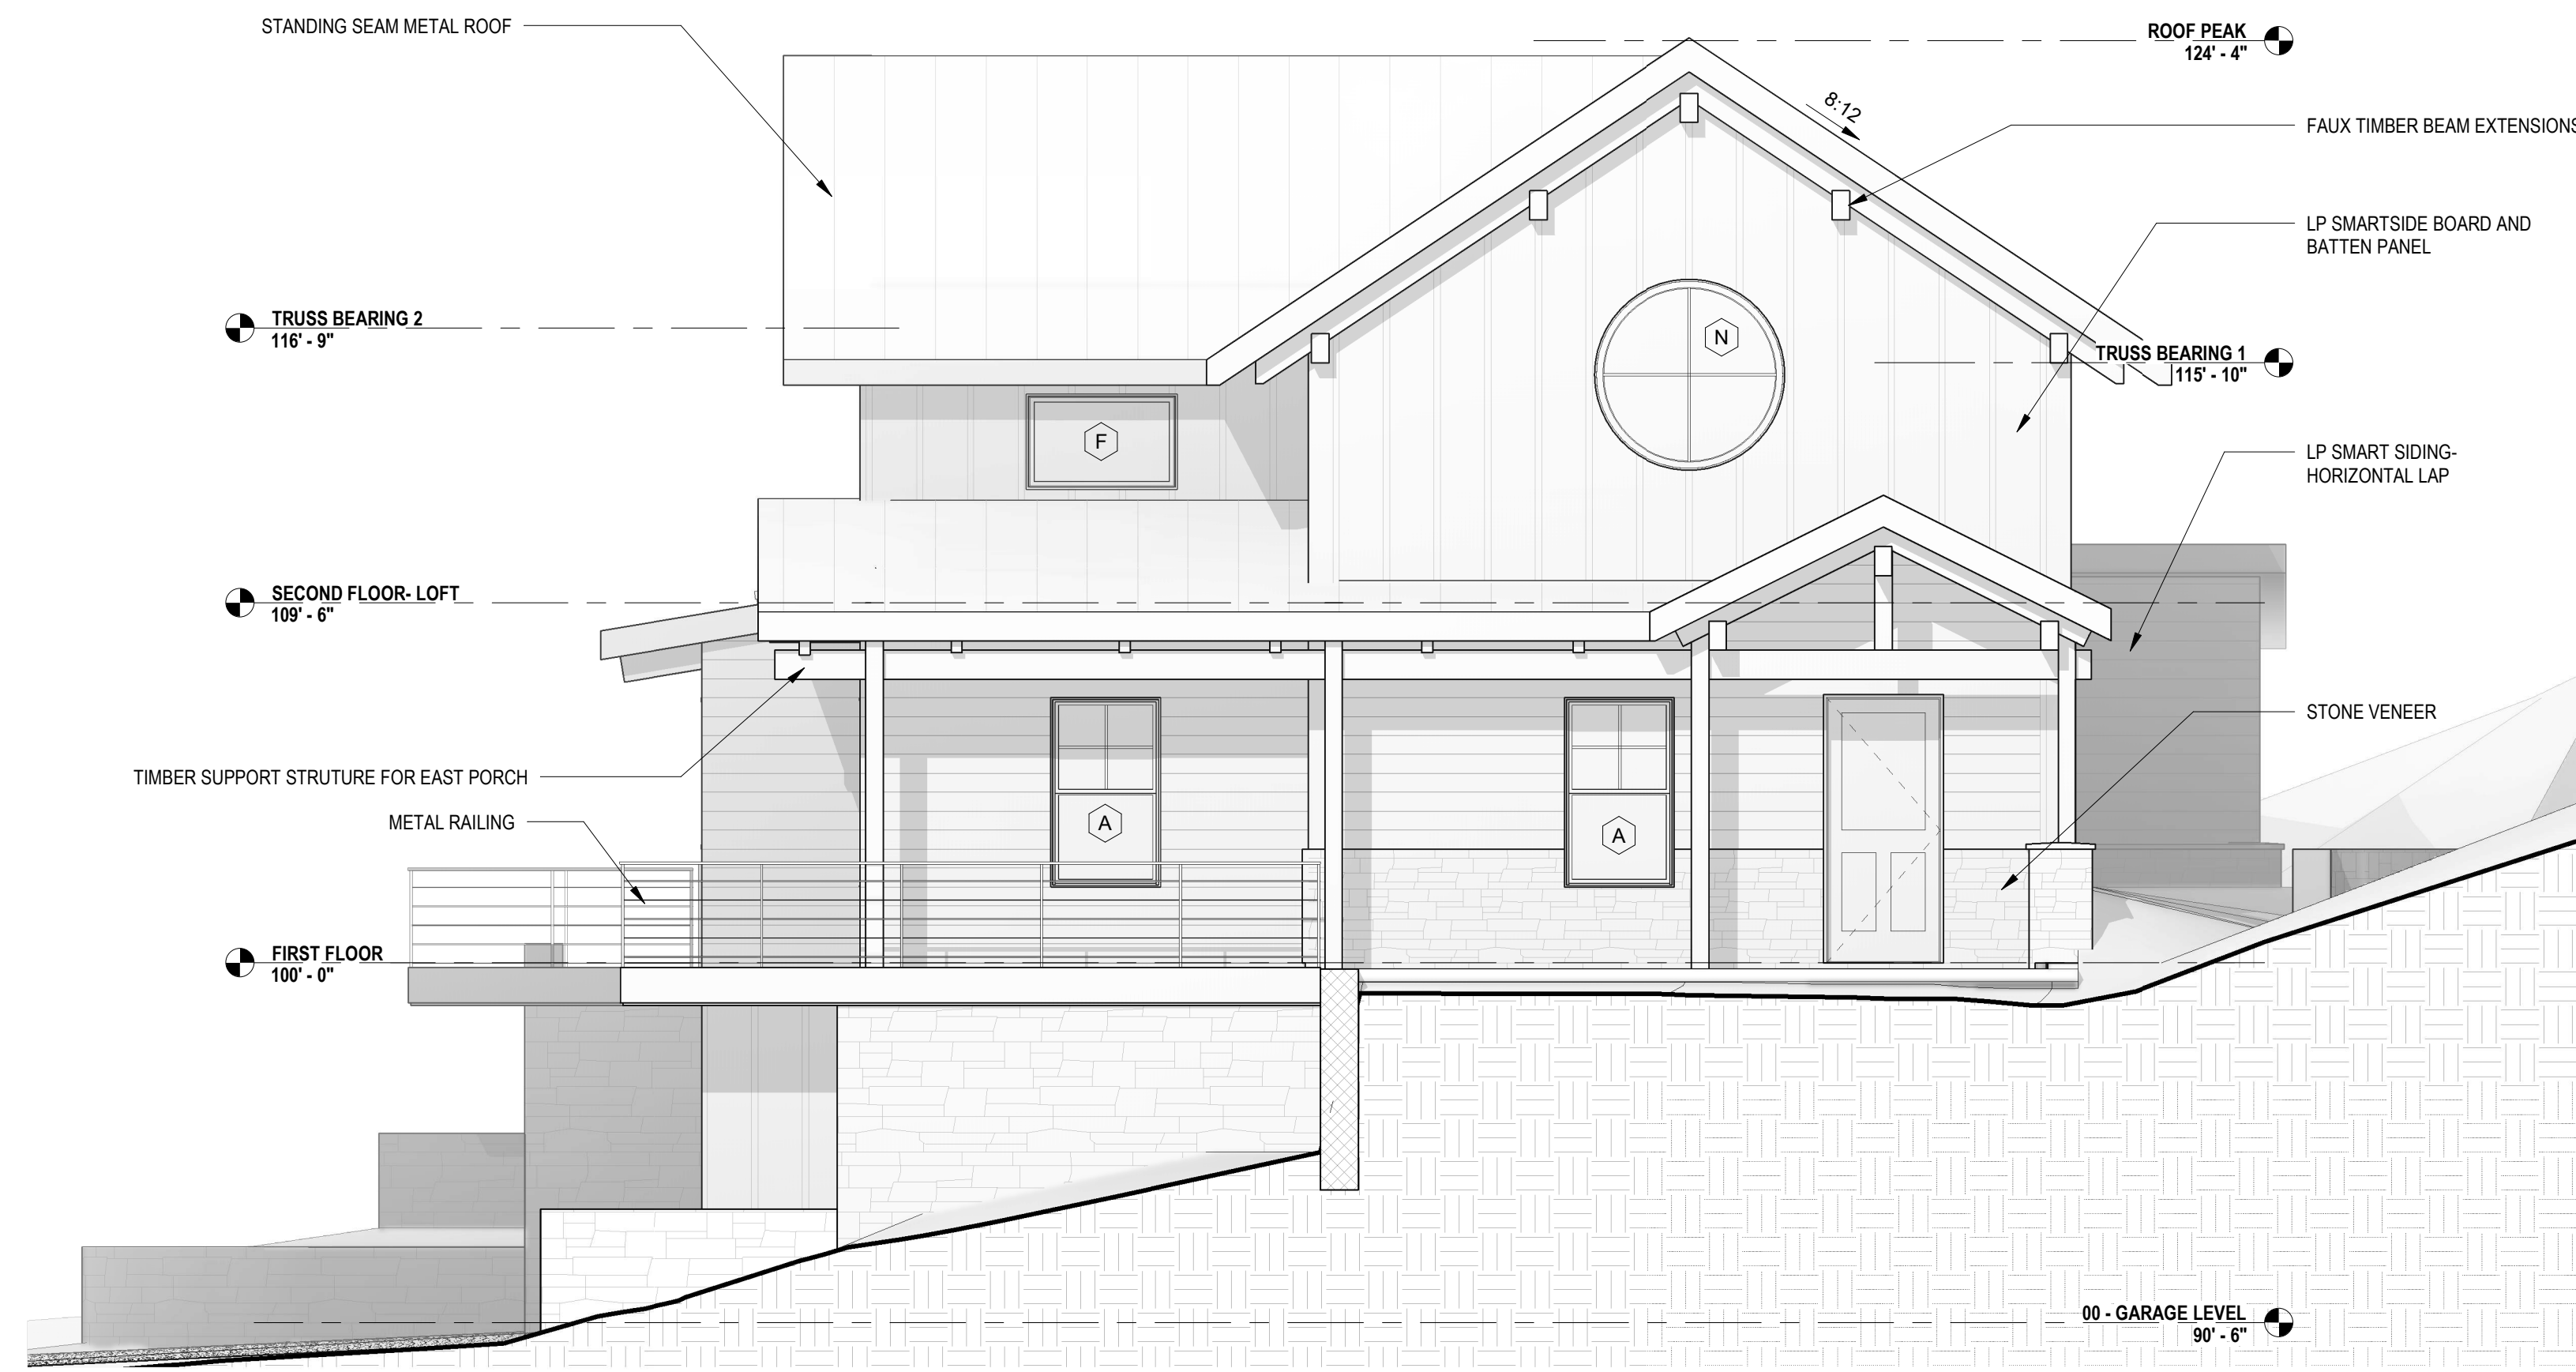 STANDING SEAM METAL ROOF
ROOF PEAK
124' - 4"
8:12
FAUX TIMBER BEAM EXTENSIONS
LP SMARTSIDE BOARD AND
BATTEN PANEL
TRUSS BEARING 2
116' - 9"
N
TRUSS BEARING 1
115' - 10"
F
LP SMART SIDING-
HORIZONTAL LAP
SECOND FLOOR- LOFT
109' - 6"
STONE VENEER
TIMBER SUPPORT STRUTURE FOR EAST PORCH
METAL RAILING
A
A
FIRST FLOOR
100' - 0"
00 - GARAGE LEVEL
90' - 6"